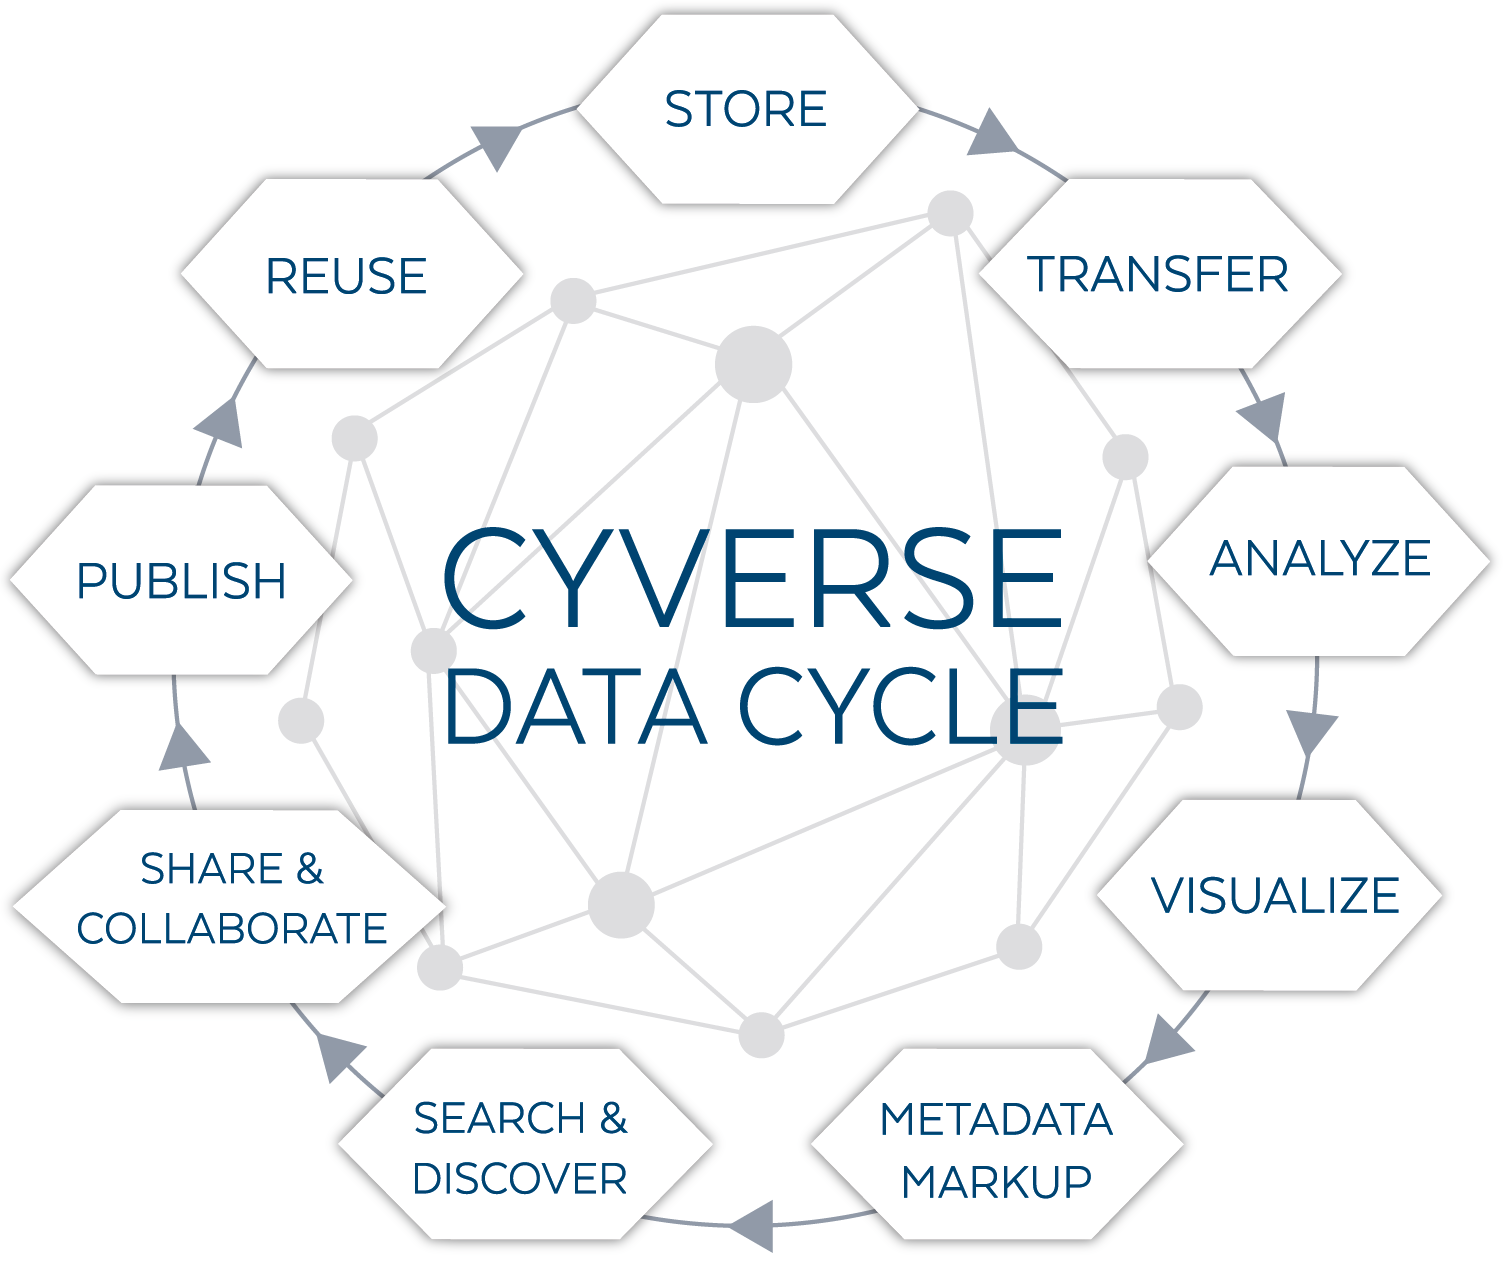 STORE
TRANSFER
ANALYZE
VISUALIZE
METADATA
MARKUP
SEARCH &
DISCOVER
SHARE &
COLLABORATE
PUBLISH
REUSE
CYVERSE
DATA CYCLE